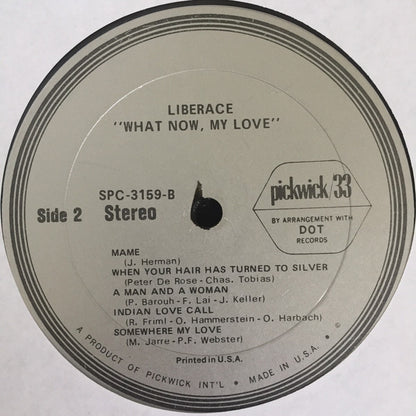 LIBERACE
"WHAT NOW, MY LOVE"
SPC-3159-B
Side 2 Stereo
pickwick/33
BY ARRANGEMENT WITH
DOT
RECORDS
MAME
(J. Herman)
WHEN YOUR HAIR HAS TURNED TO SILVER
(Peter De Rose-Chas. Tobias)
A MAN AND A WOMAN
(P. Barouh-F. Lai-J. Keller)
INDIAN LOVE CALL
(R. Friml-O. Hammerstein-O. Harbach)
SOMEWHERE MY LOVE
(M. Jarre-P.F. Webster)
Printed in U.S.A.
A PRODUCT OF PICKWICK INT'L • MADE IN U.S.A. • ©